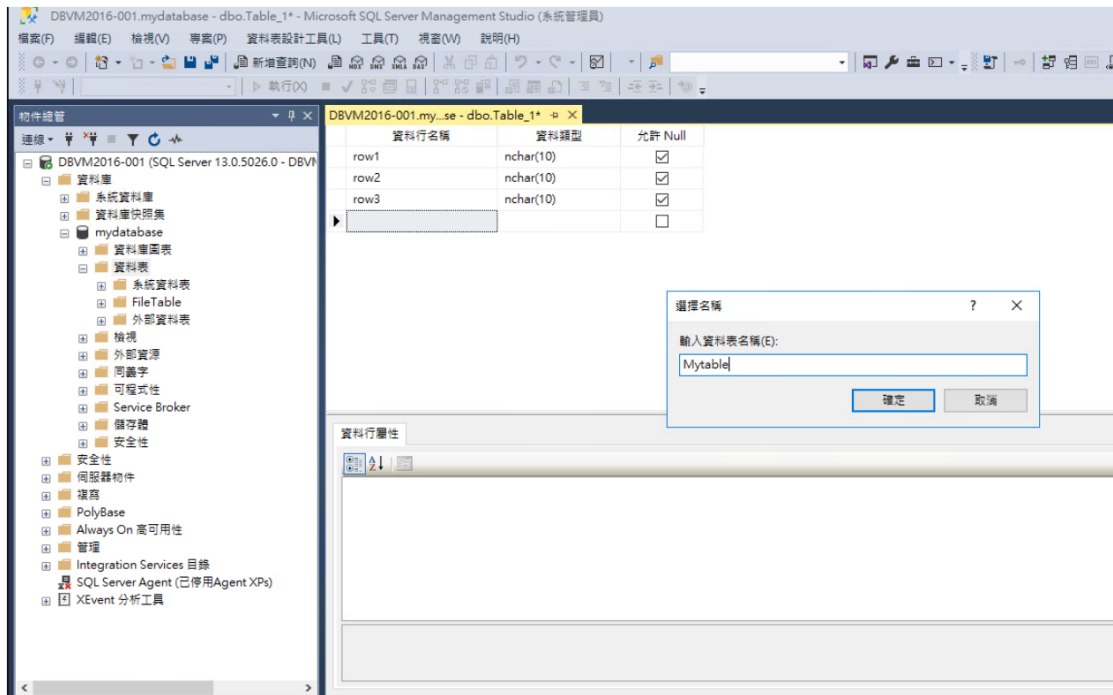 DBVM2016-001.mydatabase - dbo.Table_1* - Microsoft SQL Server Management Studio (系統管理員)
檔案(F) 編輯(E) 檢視(V) 專案(P) 資料表設計工具(L) 工具(T) 視窗(W) 說明(H)
新增查詢(N) MDX DMX XMLA DAX
執行(X)
物件總管
DBVM2016-001.my...se - dbo.Table_1*
連線
資料行名稱 資料類型 允許 Null
row1 nchar(10)
row2 nchar(10)
row3 nchar(10)
DBVM2016-001 (SQL Server 13.0.5026.0 - DBVM
資料庫
系統資料庫
資料庫快照集
mydatabase
資料庫圖表
資料表
系統資料表
FileTable
外部資料表
檢視
外部資源
同義字
可程式性
Service Broker
儲存體
安全性
安全性
伺服器物件
複寫
PolyBase
Always On 高可用性
管理
Integration Services 目錄
SQL Server Agent (已停用Agent XPs)
XEvent 分析工具
選擇名稱
輸入資料表名稱(E):
Mytable
確定 取消
資料行屬性